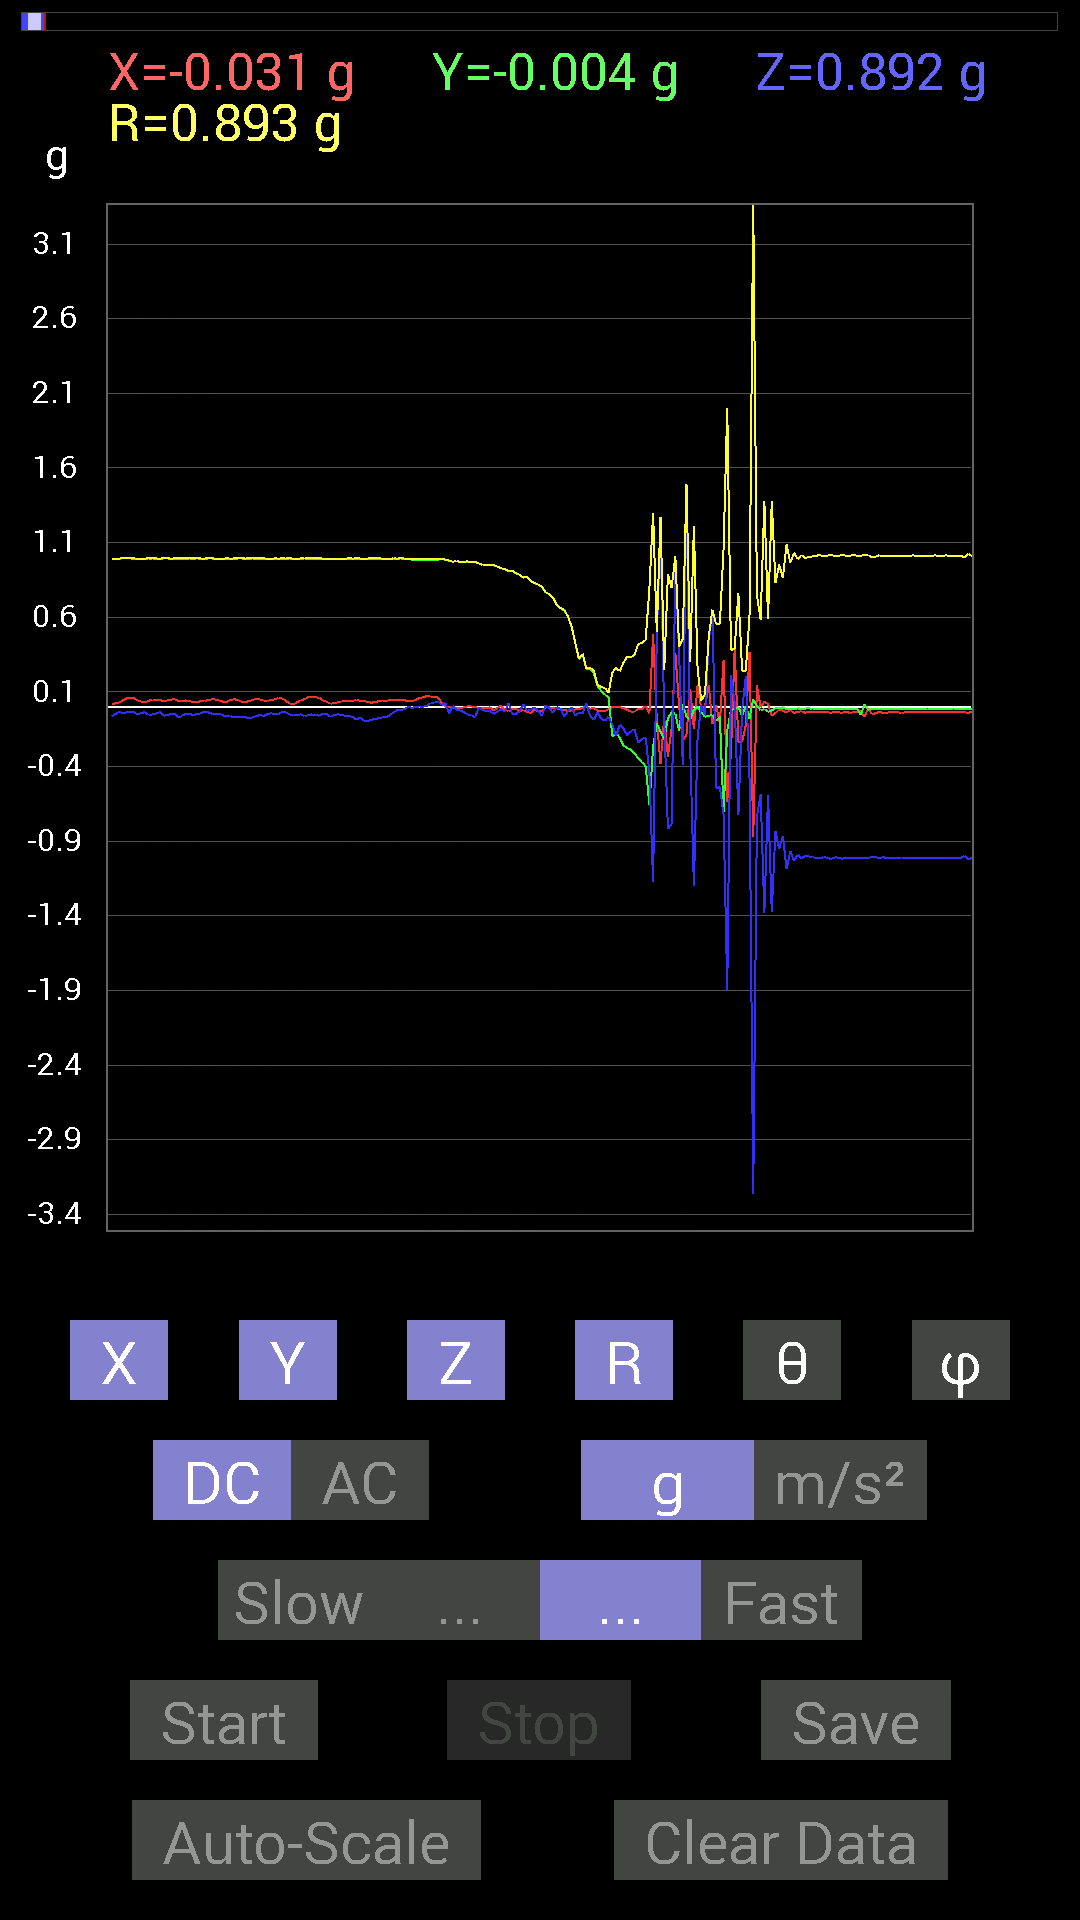 X=-0.031 g Y=-0.004 g Z=0.892 g
R=0.893 g
g
3.1
2.6
2.1
1.6
1.1
0.6
0.1
-0.4
-0.9
-1.4
-1.9
-2.4
-2.9
-3.4
X Y Z R θ φ
DC AC g m/s²
Slow ... ... Fast
Start Stop Save
Auto-Scale Clear Data